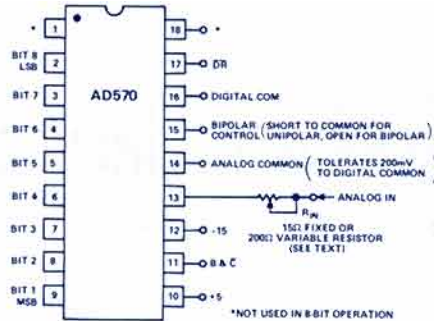 * 1 18 *
BIT 8 LSB 2 17 DR
BIT 7 3 AD570 16 DIGITAL COM
BIT 6 4 15 BIPOLAR CONTROL (SHORT TO COMMON FOR UNIPOLAR, OPEN FOR BIPOLAR)
BIT 5 5 14 ANALOG COMMON (TOLERATES 200mV TO DIGITAL COMMON)
BIT 4 6 13 ANALOG IN
RIN
15Ω FIXED OR
200Ω VARIABLE RESISTOR
(SEE TEXT)
BIT 3 7 12 -15
BIT 2 8 11 B & C
BIT 1 MSB 9 10 +5
*NOT USED IN 8-BIT OPERATION